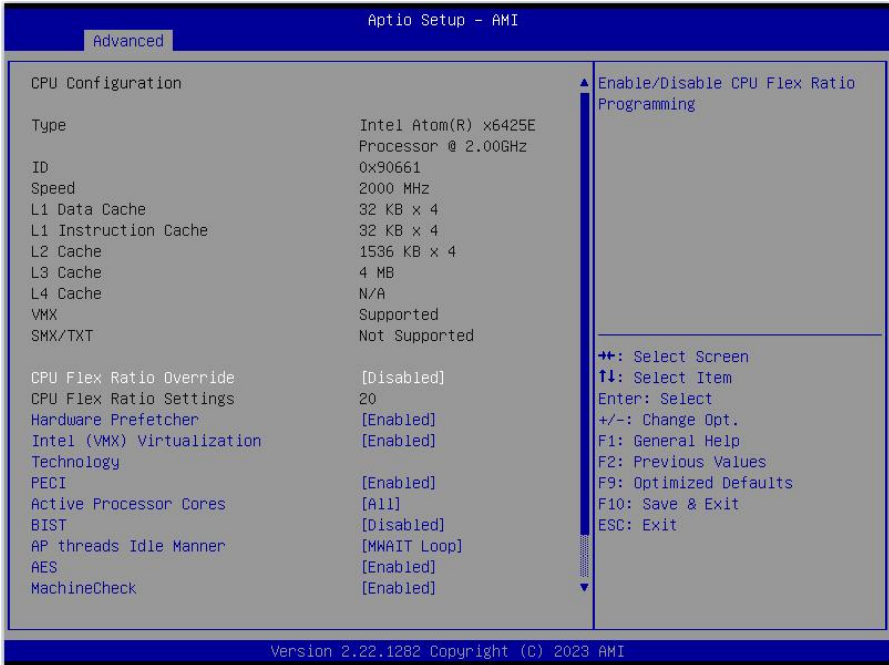 Aptio Setup – AMI
Advanced
CPU Configuration
Type Intel Atom(R) x6425E
Processor @ 2.00GHz
ID 0x90661
Speed 2000 MHz
L1 Data Cache 32 KB x 4
L1 Instruction Cache 32 KB x 4
L2 Cache 1536 KB x 4
L3 Cache 4 MB
L4 Cache N/A
VMX Supported
SMX/TXT Not Supported
CPU Flex Ratio Override [Disabled]
CPU Flex Ratio Settings 20
Hardware Prefetcher [Enabled]
Intel (VMX) Virtualization [Enabled]
Technology
PECI [Enabled]
Active Processor Cores [All]
BIST [Disabled]
AP threads Idle Manner [MWAIT Loop]
AES [Enabled]
MachineCheck [Enabled]
Enable/Disable CPU Flex Ratio
Programming
→←: Select Screen
↑↓: Select Item
Enter: Select
+/-: Change Opt.
F1: General Help
F2: Previous Values
F9: Optimized Defaults
F10: Save & Exit
ESC: Exit
Version 2.22.1282 Copyright (C) 2023 AMI